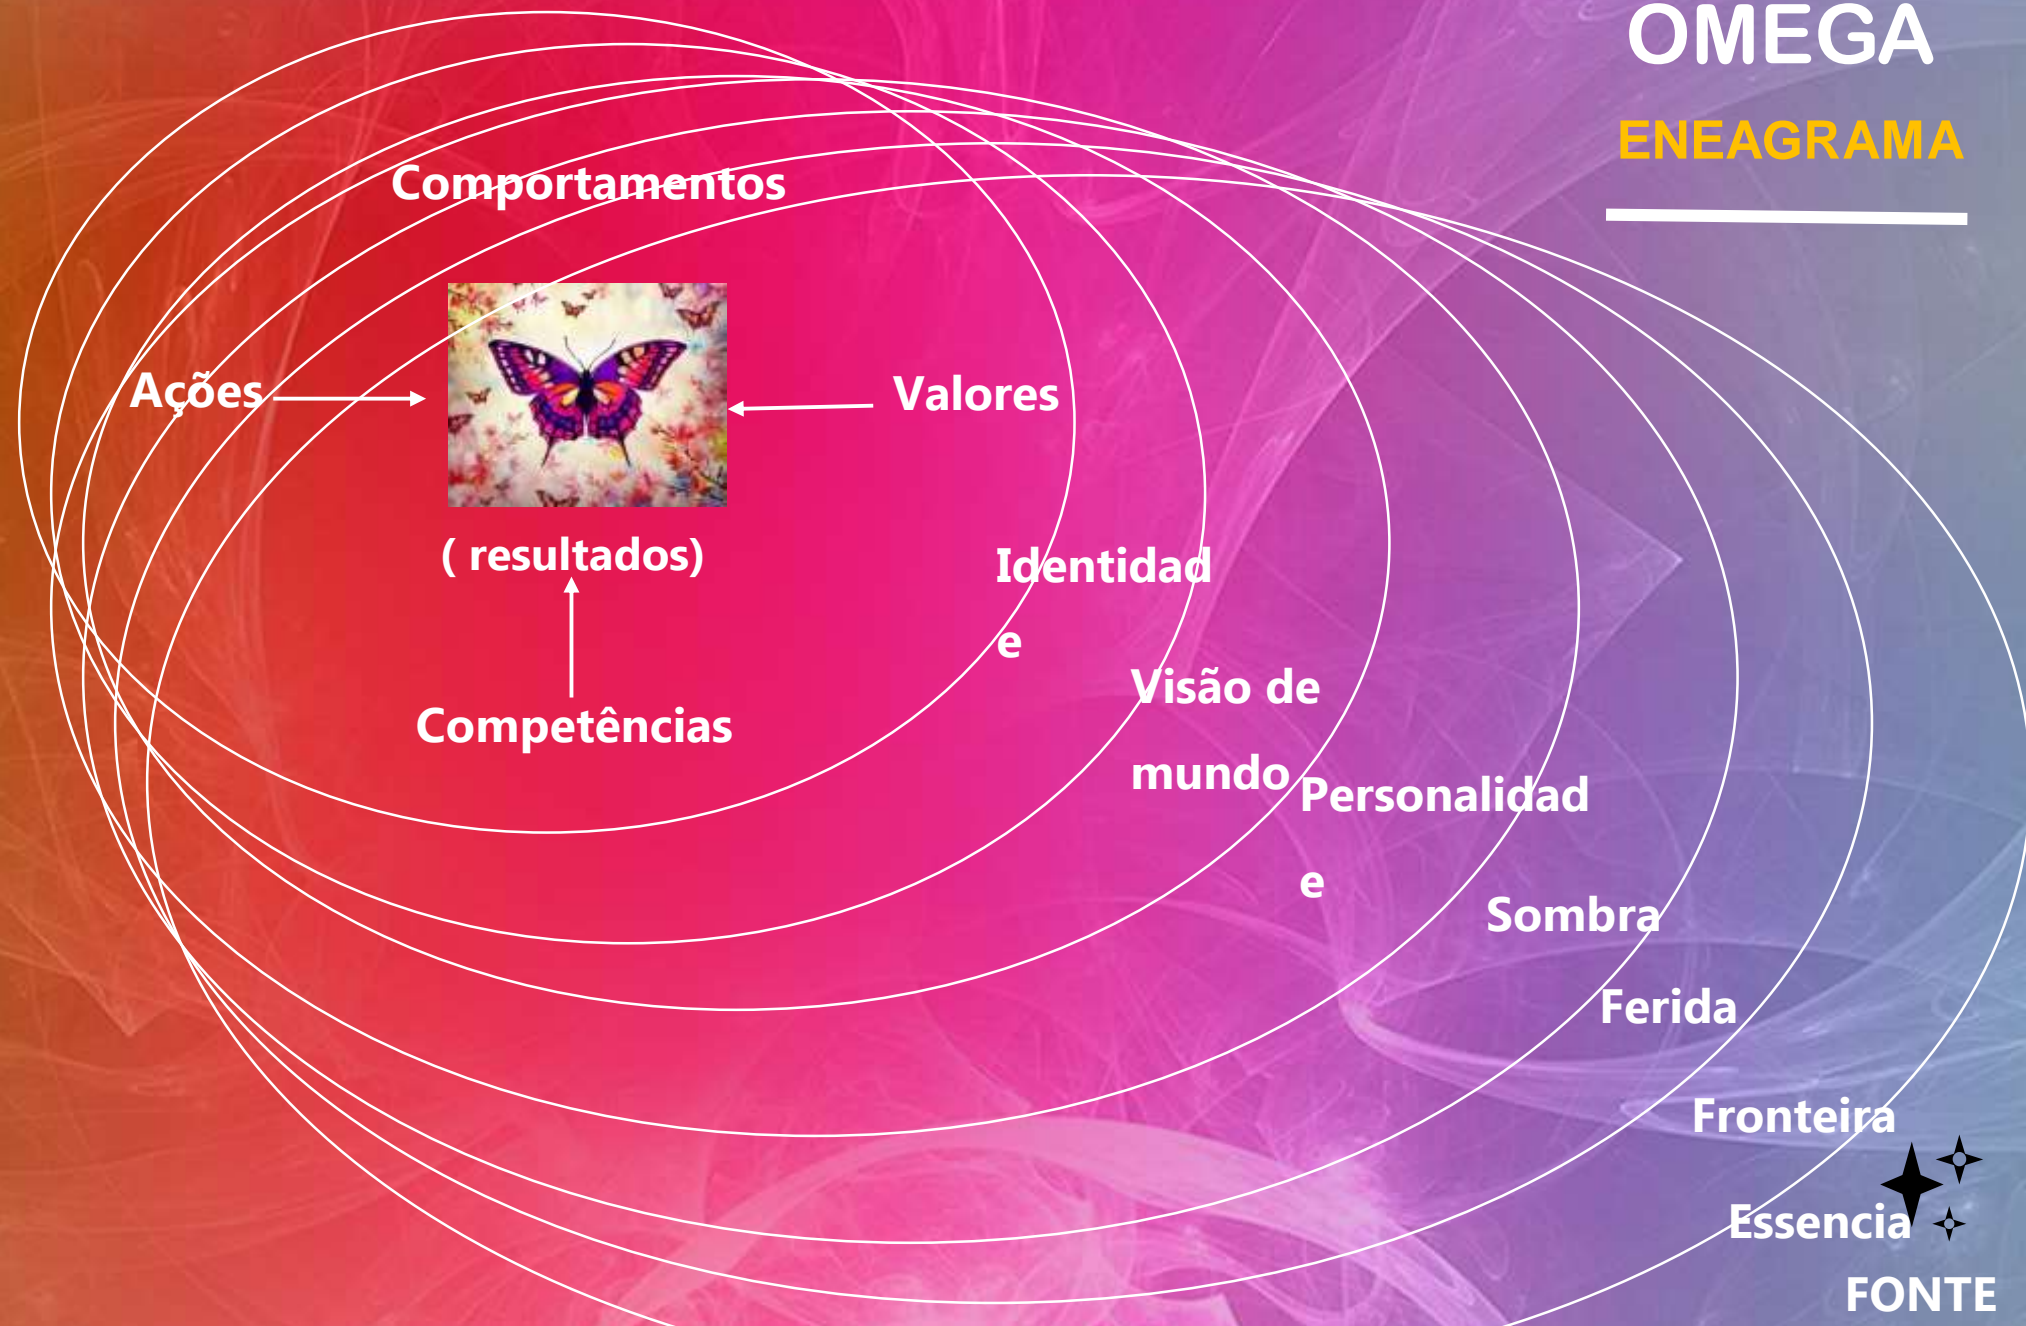 OMEGA
ENEAGRAMA
Comportamentos
Ações
Valores
( resultados)
Competências
Identidad
e
Visão de
mundo
Personalidad
e
Sombra
Ferida
Fronteira
Essencia
FONTE